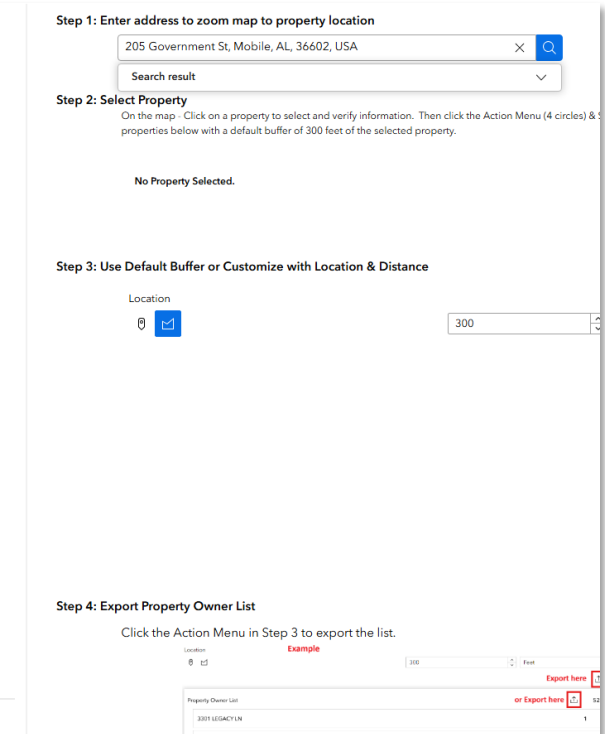 Step 1: Enter address to zoom map to property location
205 Government St, Mobile, AL, 36602, USA
Search result
Step 2: Select Property
On the map - Click on a property to select and verify information. Then click the Action Menu (4 circles) &
properties below with a default buffer of 300 feet of the selected property.
No Property Selected.
Step 3: Use Default Buffer or Customize with Location & Distance
Location
300
Step 4: Export Property Owner List
Click the Action Menu in Step 3 to export the list.
Location
Example
300
Feet
Export here
Property Owner List
or Export here
52
3301 LEGACY LN
1